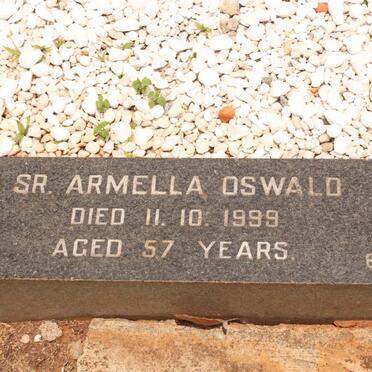 SR. ARMELLA OSWALD
DIED 11. 10. 1999
AGED 57 YEARS